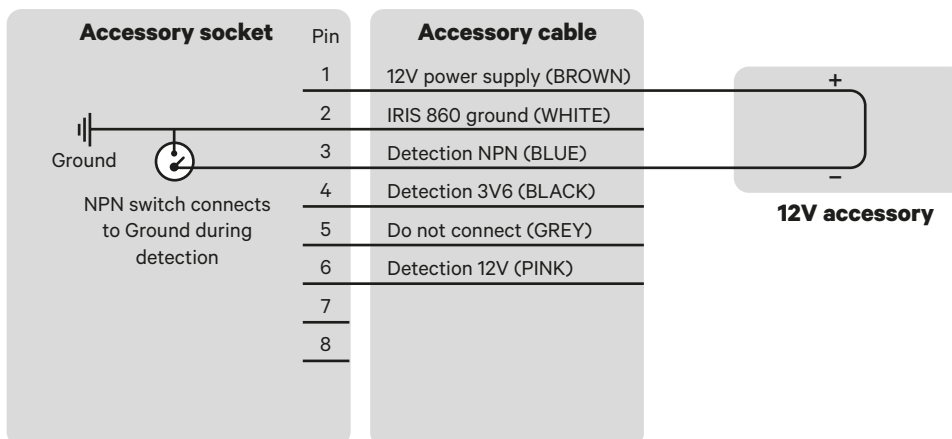 Accessory socket
Pin
Accessory cable
1
12V power supply (BROWN)
+
2
IRIS 860 ground (WHITE)
Ground
3
Detection NPN (BLUE)
–
4
Detection 3V6 (BLACK)
12V accessory
NPN switch connects
to Ground during
detection
5
Do not connect (GREY)
6
Detection 12V (PINK)
7
8